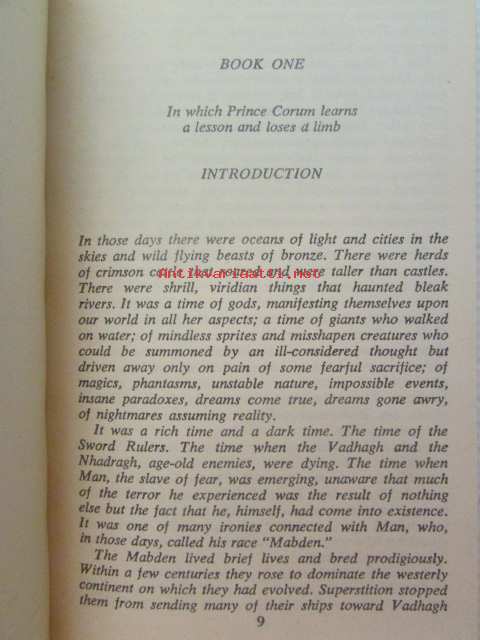 BOOK ONE
In which Prince Corum learns
a lesson and loses a limb
INTRODUCTION
In those days there were oceans of light and cities in the
skies and wild flying beasts of bronze. There were herds
of crimson cattle that roared and were taller than castles.
There were shrill, viridian things that haunted bleak
rivers. It was a time of gods, manifesting themselves upon
our world in all her aspects; a time of giants who walked
on water; of mindless sprites and misshapen creatures who
could be summoned by an ill-considered thought but
driven away only on pain of some fearful sacrifice; of
magics, phantasms, unstable nature, impossible events,
insane paradoxes, dreams come true, dreams gone awry,
of nightmares assuming reality.
It was a rich time and a dark time. The time of the
Sword Rulers. The time when the Vadhagh and the
Nhadragh, age-old enemies, were dying. The time when
Man, the slave of fear, was emerging, unaware that much
of the terror he experienced was the result of nothing
else but the fact that he, himself, had come into existence.
It was one of many ironies connected with Man, who,
in those days, called his race "Mabden."
The Mabden lived brief lives and bred prodigiously.
Within a few centuries they rose to dominate the westerly
continent on which they had evolved. Superstition stopped
them from sending many of their ships toward Vadhagh
9